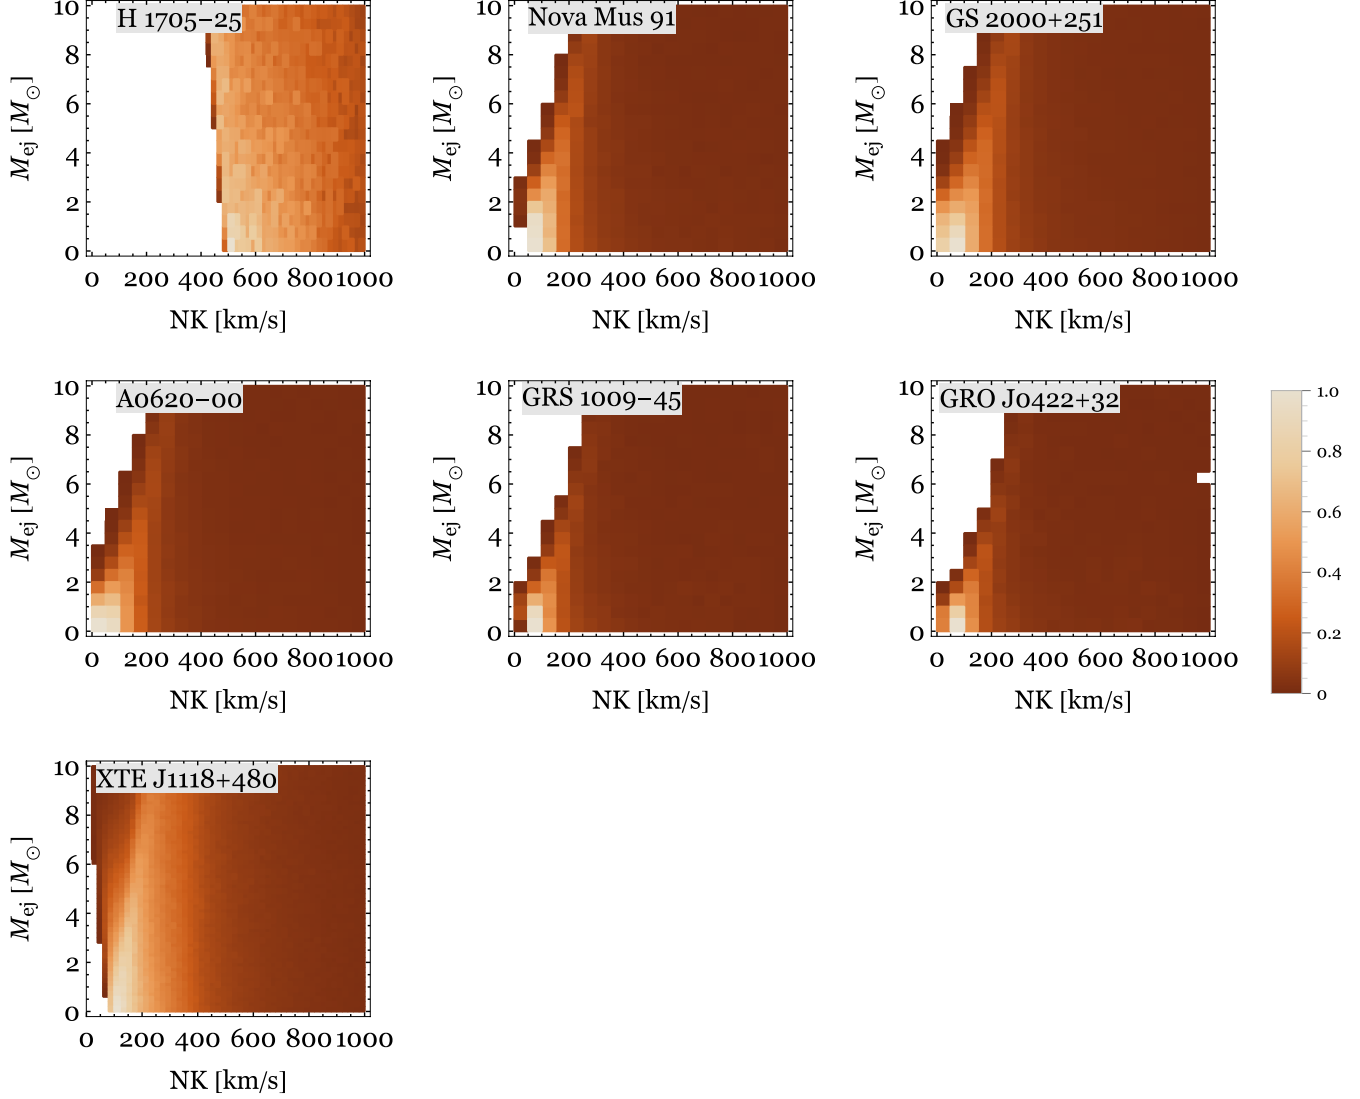 H 1705−25
10
8
6
4
2
0
M_ej [M_⊙]
0 200 400 600 800 1000
NK [km/s]
Nova Mus 91
10
8
6
4
2
0
M_ej [M_⊙]
0 200 400 600 800 1000
NK [km/s]
GS 2000+251
10
8
6
4
2
0
M_ej [M_⊙]
0 200 400 600 800 1000
NK [km/s]
A0620−00
10
8
6
4
2
0
M_ej [M_⊙]
0 200 400 600 800 1000
NK [km/s]
GRS 1009−45
10
8
6
4
2
0
M_ej [M_⊙]
0 200 400 600 800 1000
NK [km/s]
GRO J0422+32
10
8
6
4
2
0
M_ej [M_⊙]
0 200 400 600 800 1000
NK [km/s]
1.0
0.8
0.6
0.4
0.2
0
XTE J1118+480
10
8
6
4
2
0
M_ej [M_⊙]
0 200 400 600 800 1000
NK [km/s]